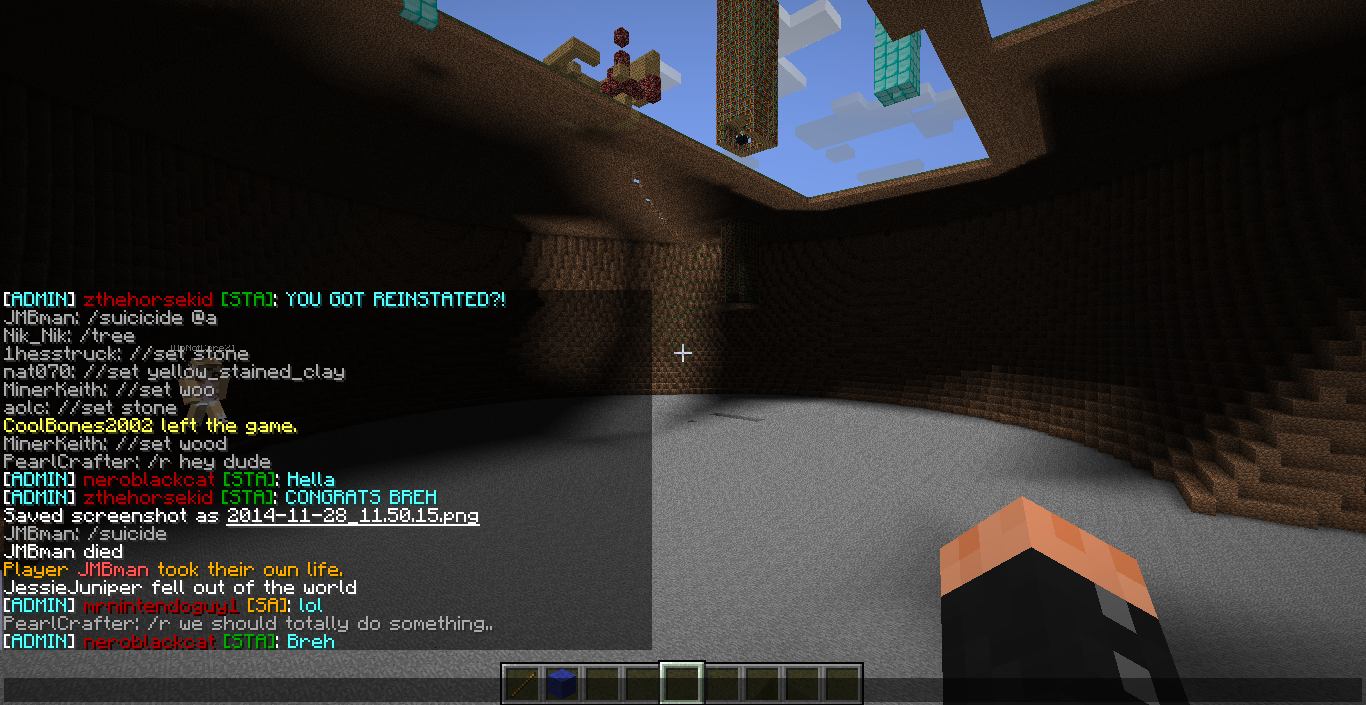 [ADMIN] zthehorsekid [STA]: YOU GOT REINSTATED?!
JMBman: /suicicide @a
Nik_Nik: /tree
1hesstruck: //set stone
nat070: //set yellow_stained_clay
MinerKeith: //set woo
aolc: //set stone
CoolBones2002 left the game.
MinerKeith: //set wood
PearlCrafter: /r hey dude
[ADMIN] neroblackcat [STA]: Hella
[ADMIN] zthehorsekid [STA]: CONGRATS BREH
Saved screenshot as 2014-11-28_11.50.15.png
JMBman: /suicide
JMBman died
Player JMBman took their own life.
JessieJuniper fell out of the world
[ADMIN] mrnintendoguy1 [SA]: lol
PearlCrafter: /r we should totally do something..
[ADMIN] neroblackcat [STA]: Breh